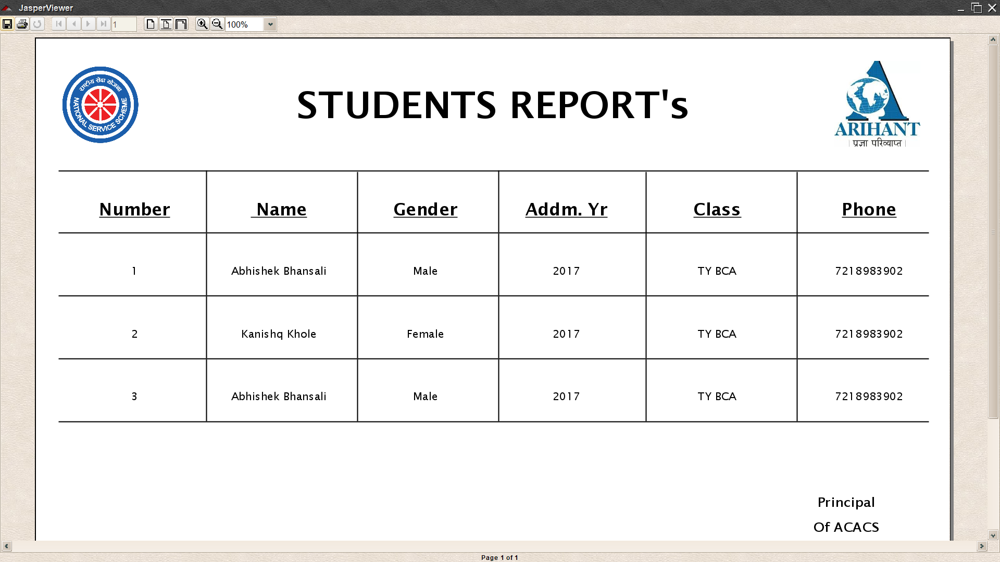 JasperViewer
1
100%
राष्ट्रीय सेवा योजना
NATIONAL SERVICE SCHEME
STUDENTS REPORT's
ARIHANT
प्रज्ञा परिव्याप्त
Number Name Gender Addm. Yr Class Phone
1 Abhishek Bhansali Male 2017 TY BCA 7218983902
2 Kanishq Khole Female 2017 TY BCA 7218983902
3 Abhishek Bhansali Male 2017 TY BCA 7218983902
Principal
Of ACACS
Page 1 of 1